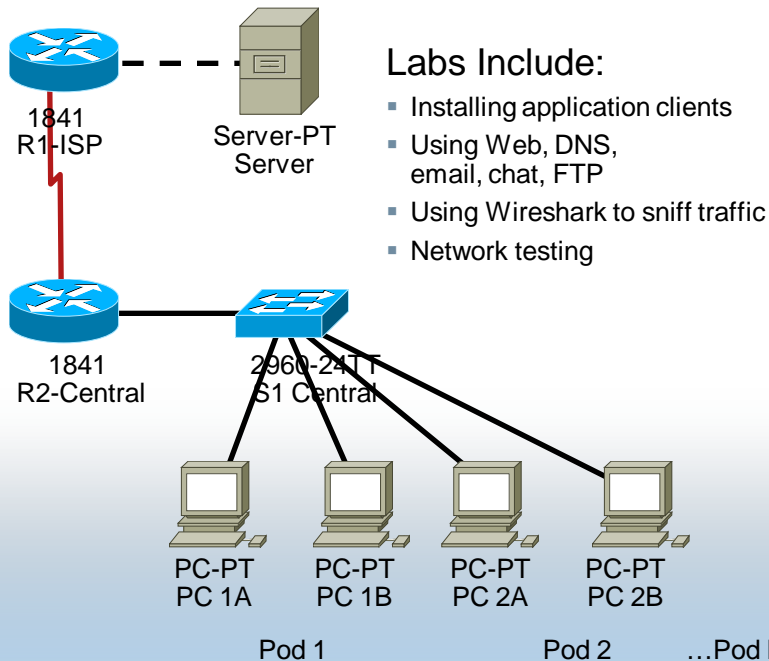 1841
R1-ISP
Server-PT
Server
Labs Include:
Installing application clients
Using Web, DNS,
email, chat, FTP
Using Wireshark to sniff traffic
Network testing
1841
R2-Central
2960-24TT
S1 Central
PC-PT
PC 1A
PC-PT
PC 1B
PC-PT
PC 2A
PC-PT
PC 2B
Pod 1
Pod 2
…Pod